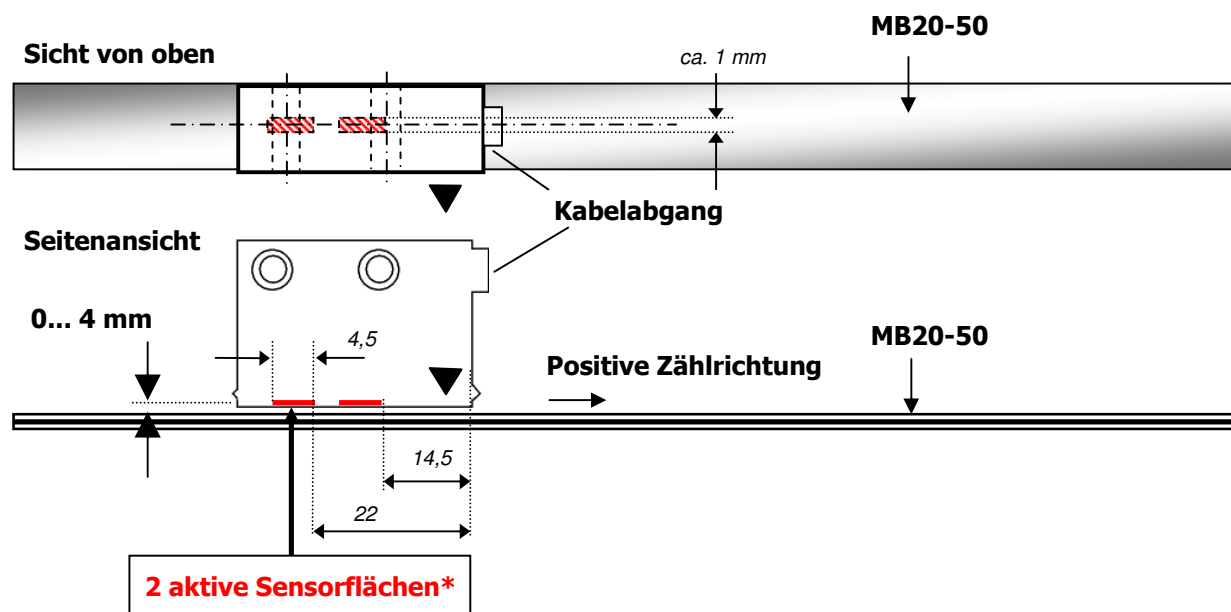 MB20-50
Sicht von oben
ca. 1 mm
Kabelabgang
Seitenansicht
0... 4 mm
4,5
MB20-50
Positive Zählrichtung
14,5
22
2 aktive Sensorflächen*